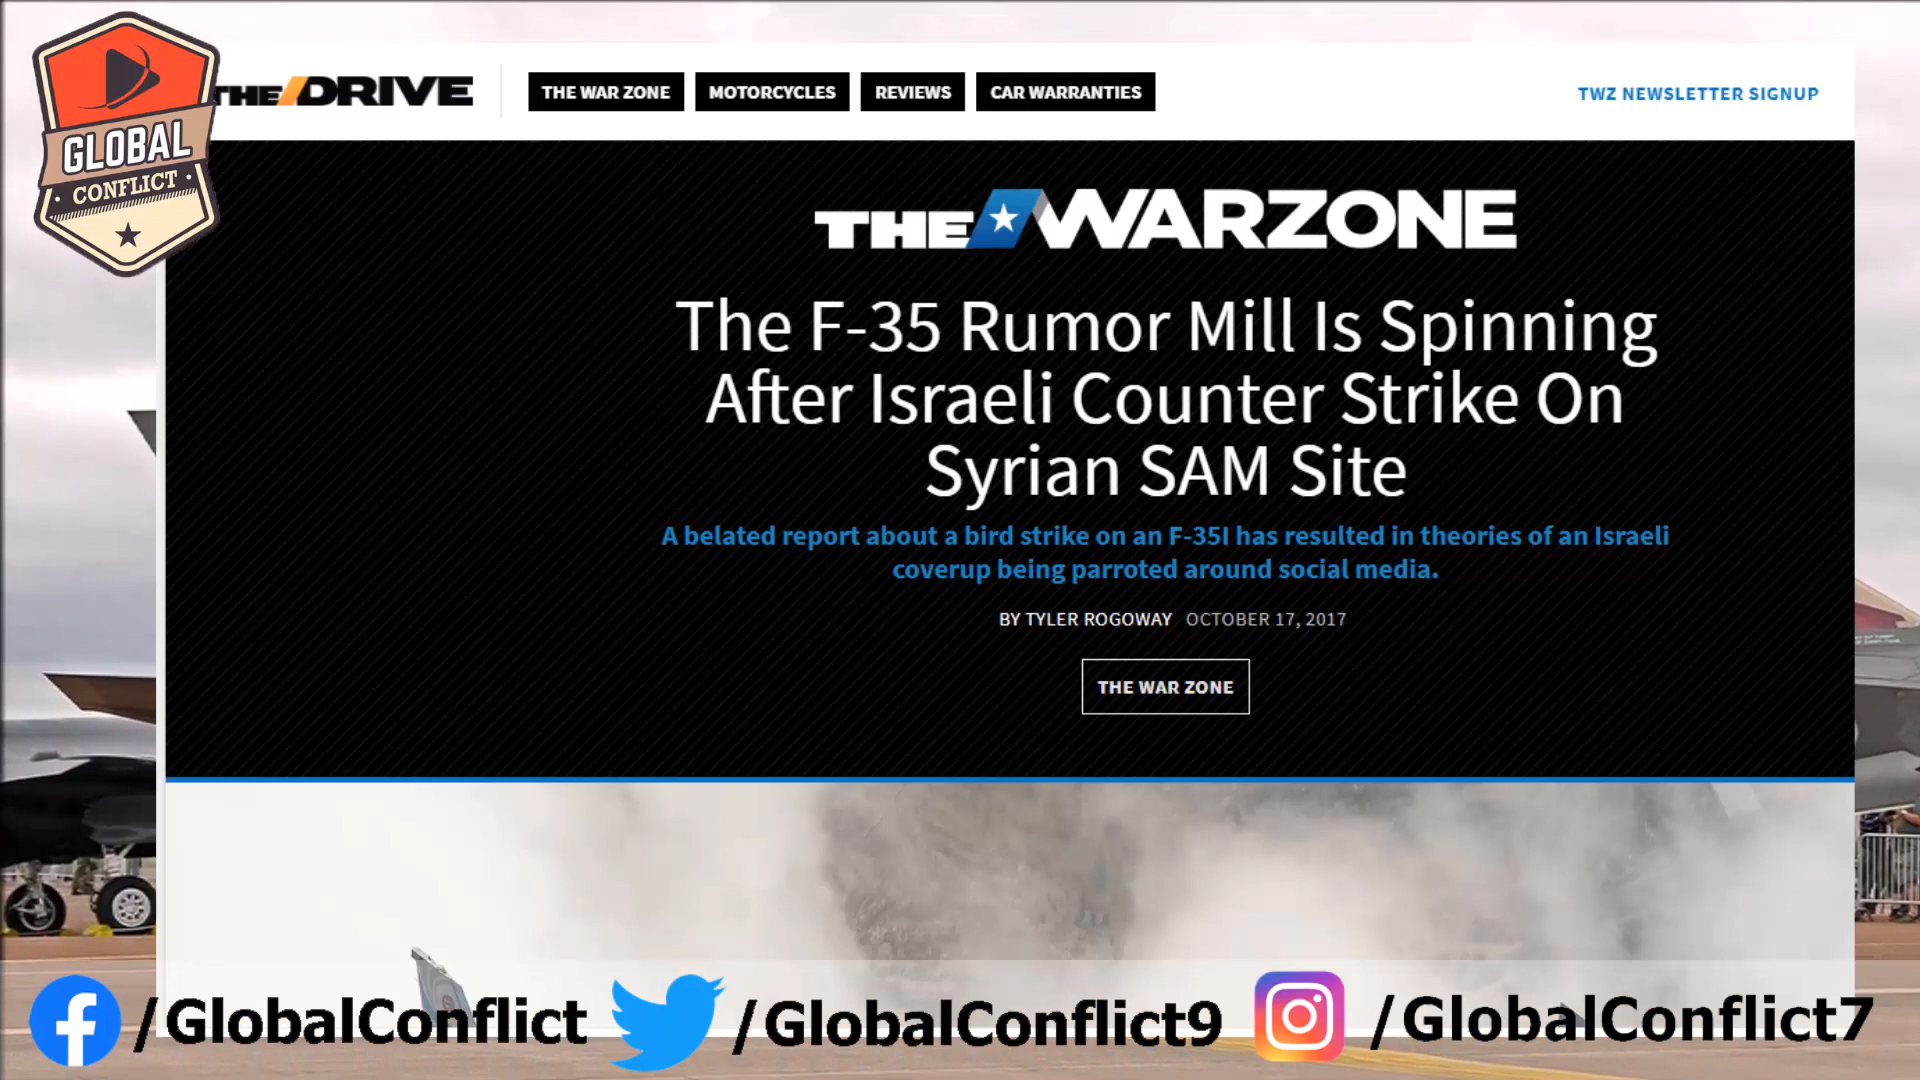 THE DRIVE
THE WAR ZONE
MOTORCYCLES
REVIEWS
CAR WARRANTIES
TWZ NEWSLETTER SIGNUP
GLOBAL
CONFLICT
THE WARZONE
The F-35 Rumor Mill Is Spinning
After Israeli Counter Strike On
Syrian SAM Site
A belated report about a bird strike on an F-35I has resulted in theories of an Israeli
coverup being parroted around social media.
BY TYLER ROGOWAY OCTOBER 17, 2017
THE WAR ZONE
/GlobalConflict
/GlobalConflict9
/GlobalConflict7